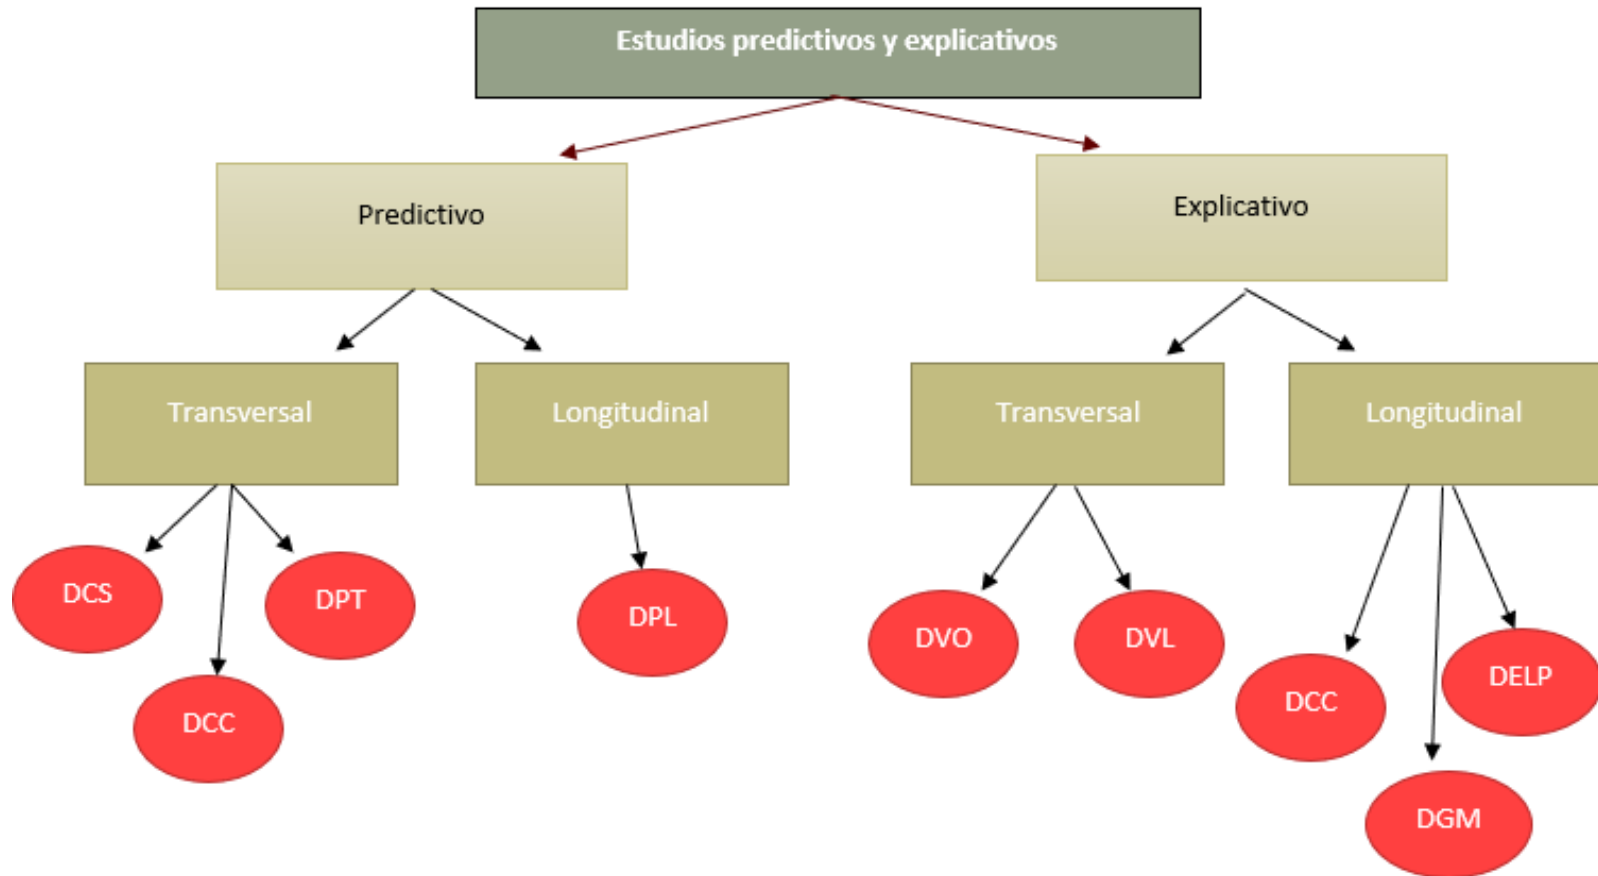 Estudios predictivos y explicativos
Predictivo
Explicativo
Transversal
Longitudinal
Transversal
Longitudinal
DCS
DPT
DPL
DVO
DVL
DCC
DELP
DCC
DGM